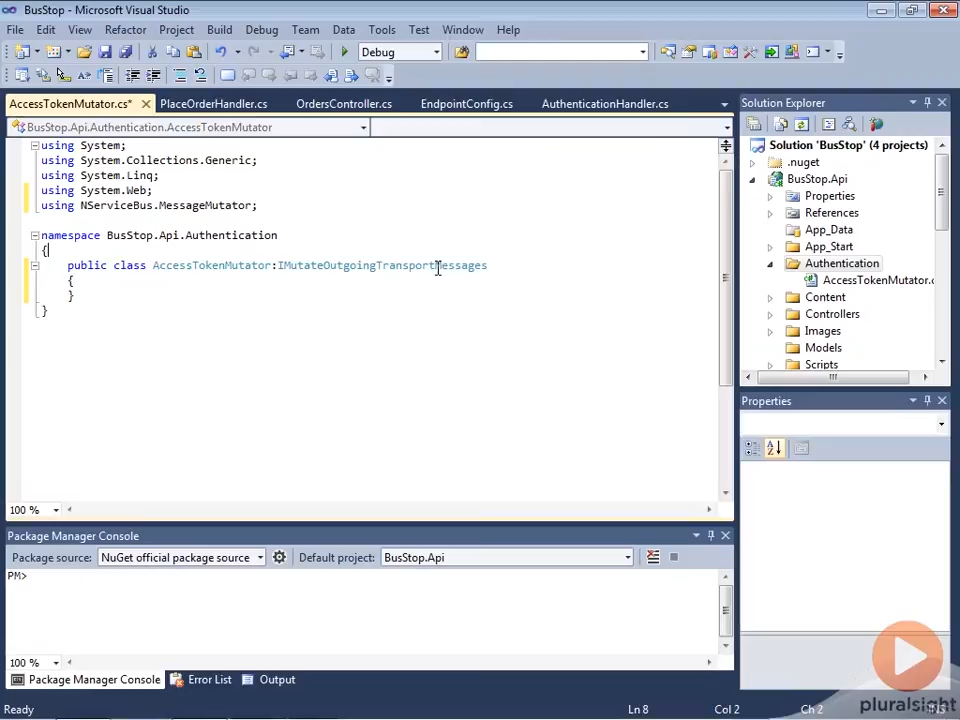 BusStop - Microsoft Visual Studio
File Edit View Refactor Project Build Debug Team Data Tools Test Window Help
Debug
AccessTokenMutator.cs* PlaceOrderHandler.cs OrdersController.cs EndpointConfig.cs AuthenticationHandler.cs
BusStop.Api.Authentication.AccessTokenMutator
using System;
using System.Collections.Generic;
using System.Linq;
using System.Web;
using NServiceBus.MessageMutator;
namespace BusStop.Api.Authentication
{
public class AccessTokenMutator:IMutateOutgoingTransportMessages
{
}
}
100 %
Solution Explorer
Solution 'BusStop' (4 projects)
.nuget
BusStop.Api
Properties
References
App_Data
App_Start
Authentication
AccessTokenMutator.c
Content
Controllers
Images
Models
Scripts
Properties
Package Manager Console
Package source: NuGet official package source Default project: BusStop.Api
PM>
100 %
Package Manager Console Error List Output
Ready Ln 8 Col 2 Ch 2
pluralsight